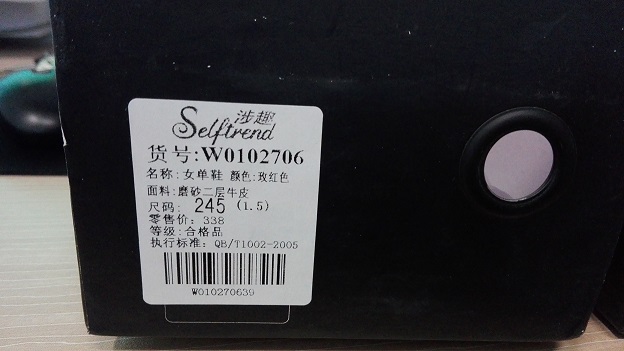 涉趣
Selftrend
货号:W0102706
名称:女单鞋 颜色:玫红色
面料:磨砂二层牛皮
尺码: 245 (1.5)
零售价: 338
等级:合格品
执行标准: QB/T1002-2005
W010270639